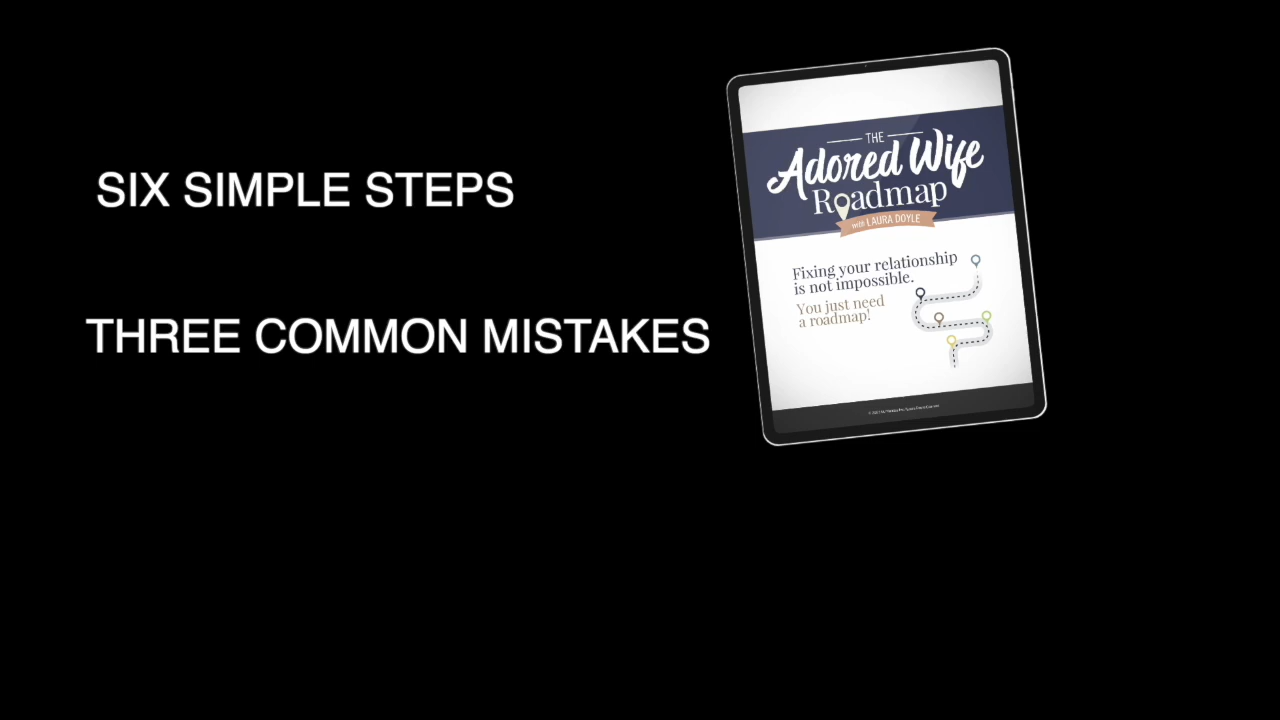 SIX SIMPLE STEPS
THREE COMMON MISTAKES
THE
Adored Wife
Roadmap
with LAURA DOYLE
Fixing your relationship
is not impossible.
You just need
a roadmap!